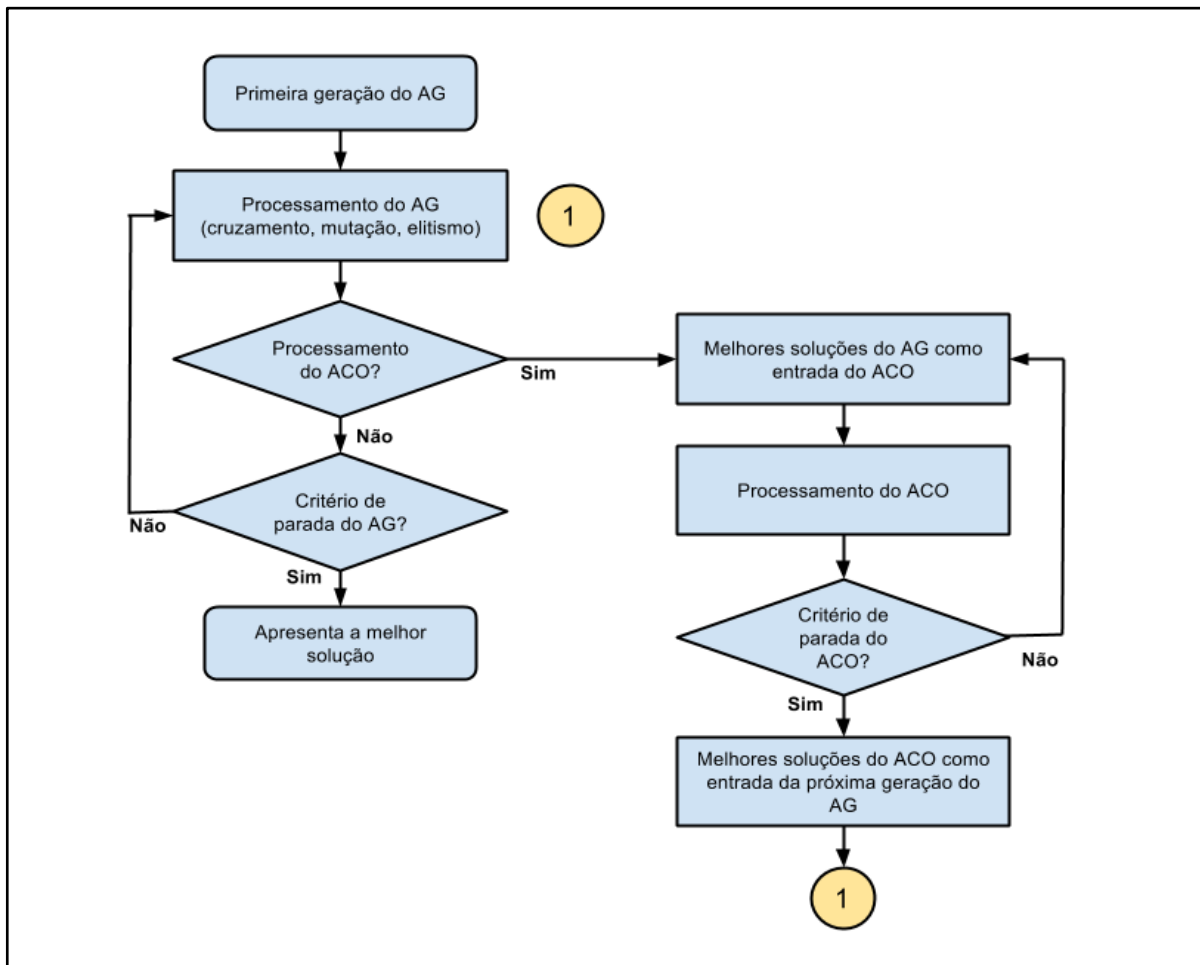 Primeira geração do AG
Processamento do AG
(cruzamento, mutação, elitismo)
1
Processamento
do ACO?
Sim
Não
Critério de
parada do AG?
Não
Sim
Apresenta a melhor
solução
Melhores soluções do AG como
entrada do ACO
Processamento do ACO
Critério de
parada do
ACO?
Não
Sim
Melhores soluções do ACO como
entrada da próxima geração do
AG
1